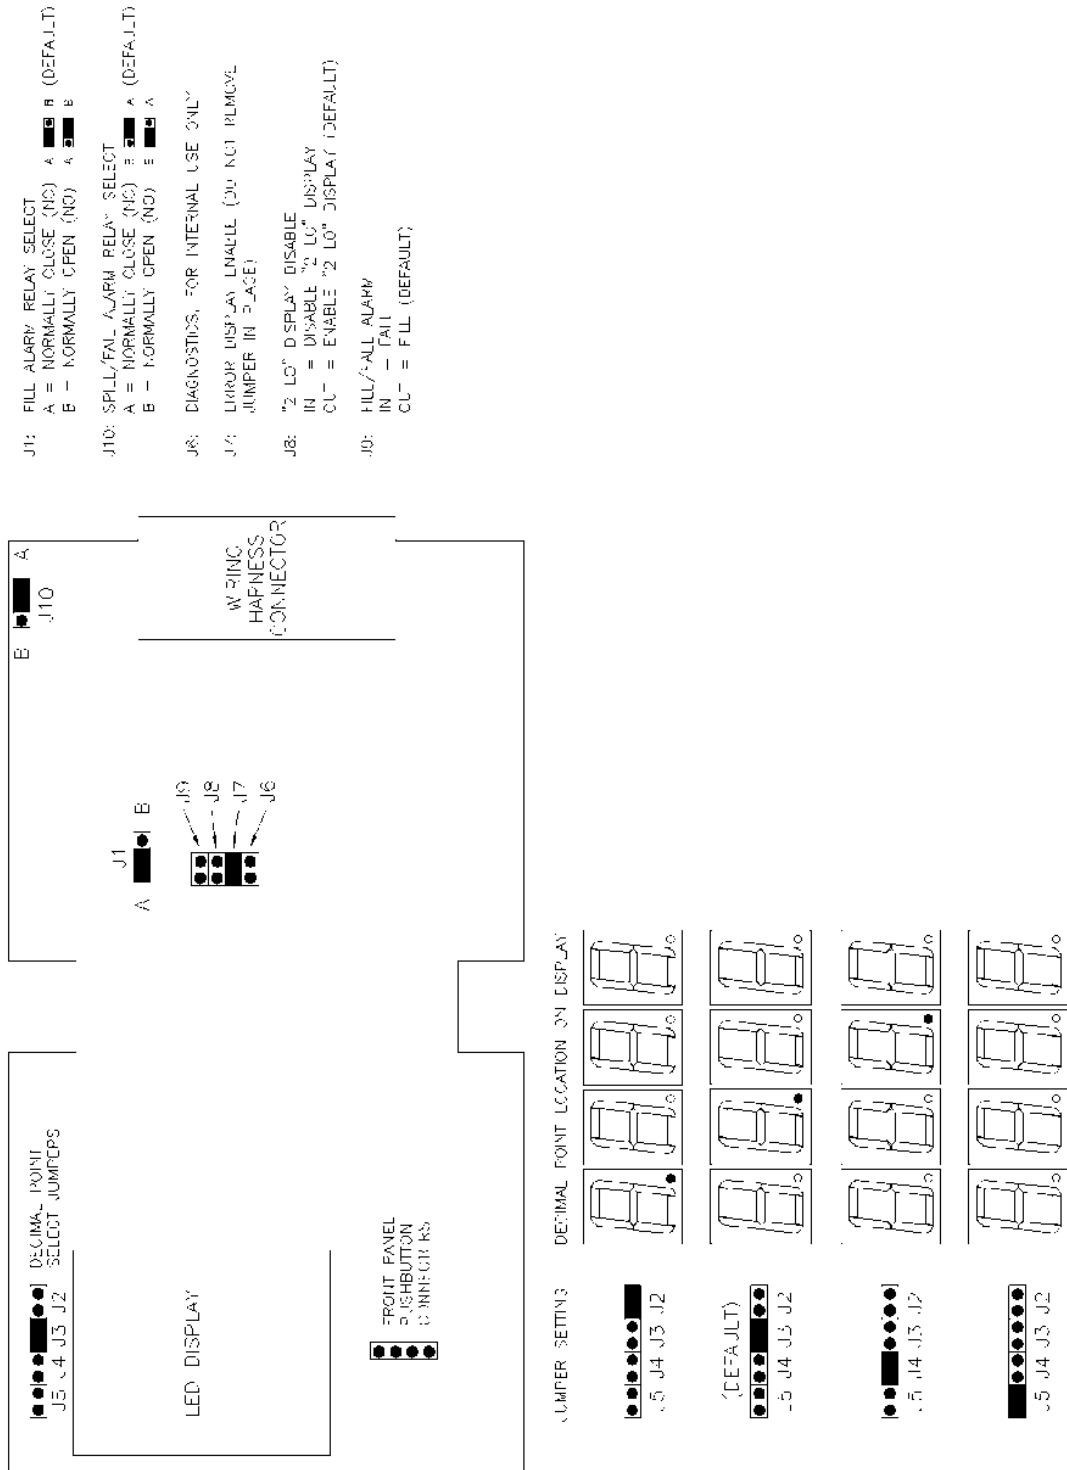 J1: FILL ALARM RELAY SELECT
A = NORMALLY CLOSE (NC) A B (DEFAULT)
B = NORMALLY OPEN (NO) A B
J10: SPILL/FAIL ALARM RELAY SELECT
A = NORMALLY CLOSE (NC) B A (DEFAULT)
B = NORMALLY OPEN (NO) B A
J6: DIAGNOSTICS, FOR INTERNAL USE ONLY
J7: ERROR DISPLAY ENABLE (DO NOT REMOVE
JUMPER IN PLACE)
J8: "2 LO" DISPLAY DISABLE
IN = DISABLE "2 LO" DISPLAY
OUT = ENABLE "2 LO" DISPLAY (DEFAULT)
J9: FILL/FALL ALARM
IN = FALL
OUT = FILL (DEFAULT)
B A
J10
WIRING
HARNESS
CONNECTOR
J1
A B
J9
J8
J7
J6
DECIMAL POINT
SELECT JUMPERS
J5 J4 J3 J2
LED DISPLAY
FRONT PANEL
PUSHBUTTON
CONNECTORS
JUMPER SETTING DECIMAL POINT LOCATION ON DISPLAY
J5 J4 J3 J2
(DEFAULT)
J5 J4 J3 J2
J5 J4 J3 J2
J5 J4 J3 J2